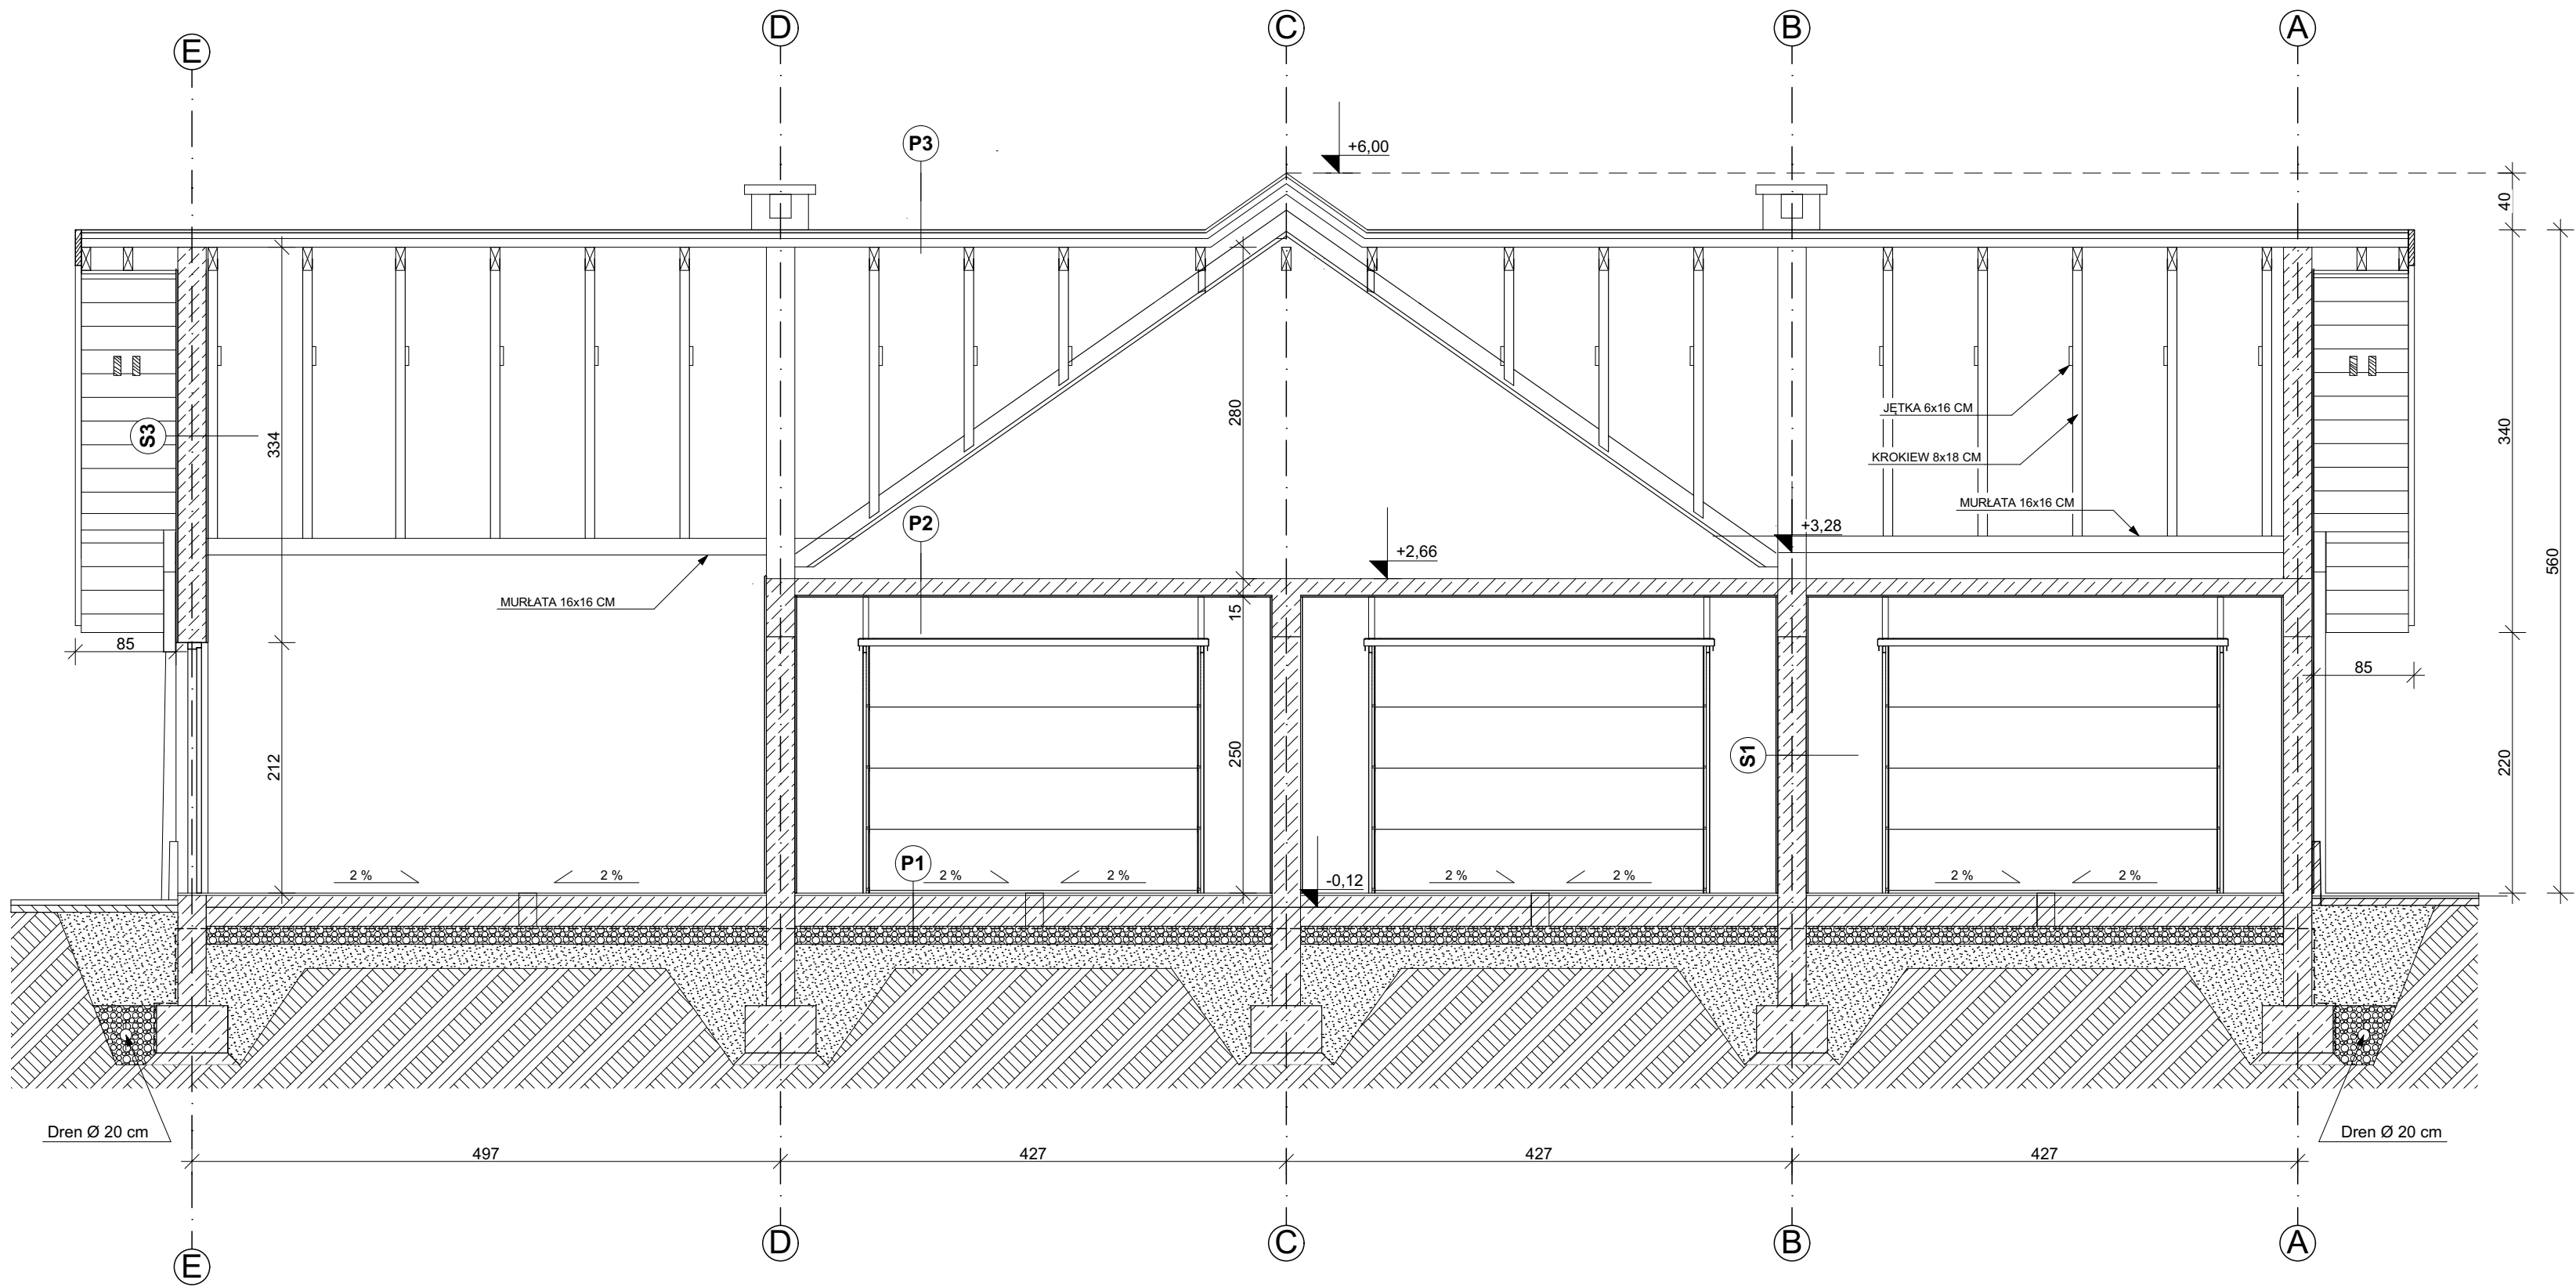 E
D
C
B
A
P3
+6,00
40
S3
334
280
JĘTKA 6x16 CM
KROKIEW 8x18 CM
MURŁATA 16x16 CM
340
560
P2
+3,28
+2,66
MURŁATA 16x16 CM
15
85
85
212
250
S1
220
P1
2 %
2 %
2 %
2 %
-0,12
2 %
2 %
2 %
2 %
Dren Ø 20 cm
Dren Ø 20 cm
497
427
427
427
E
D
C
B
A